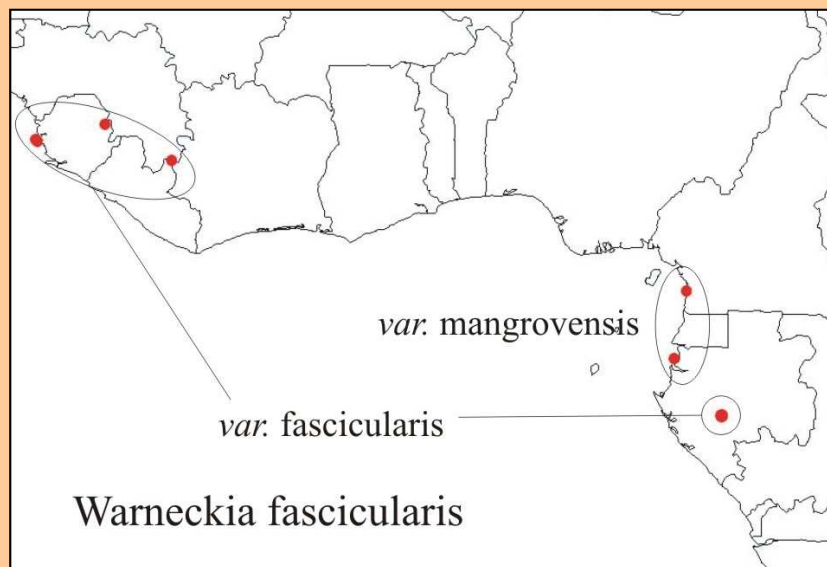 var. mangrovensis
var. fascicularis
Warneckia fascicularis